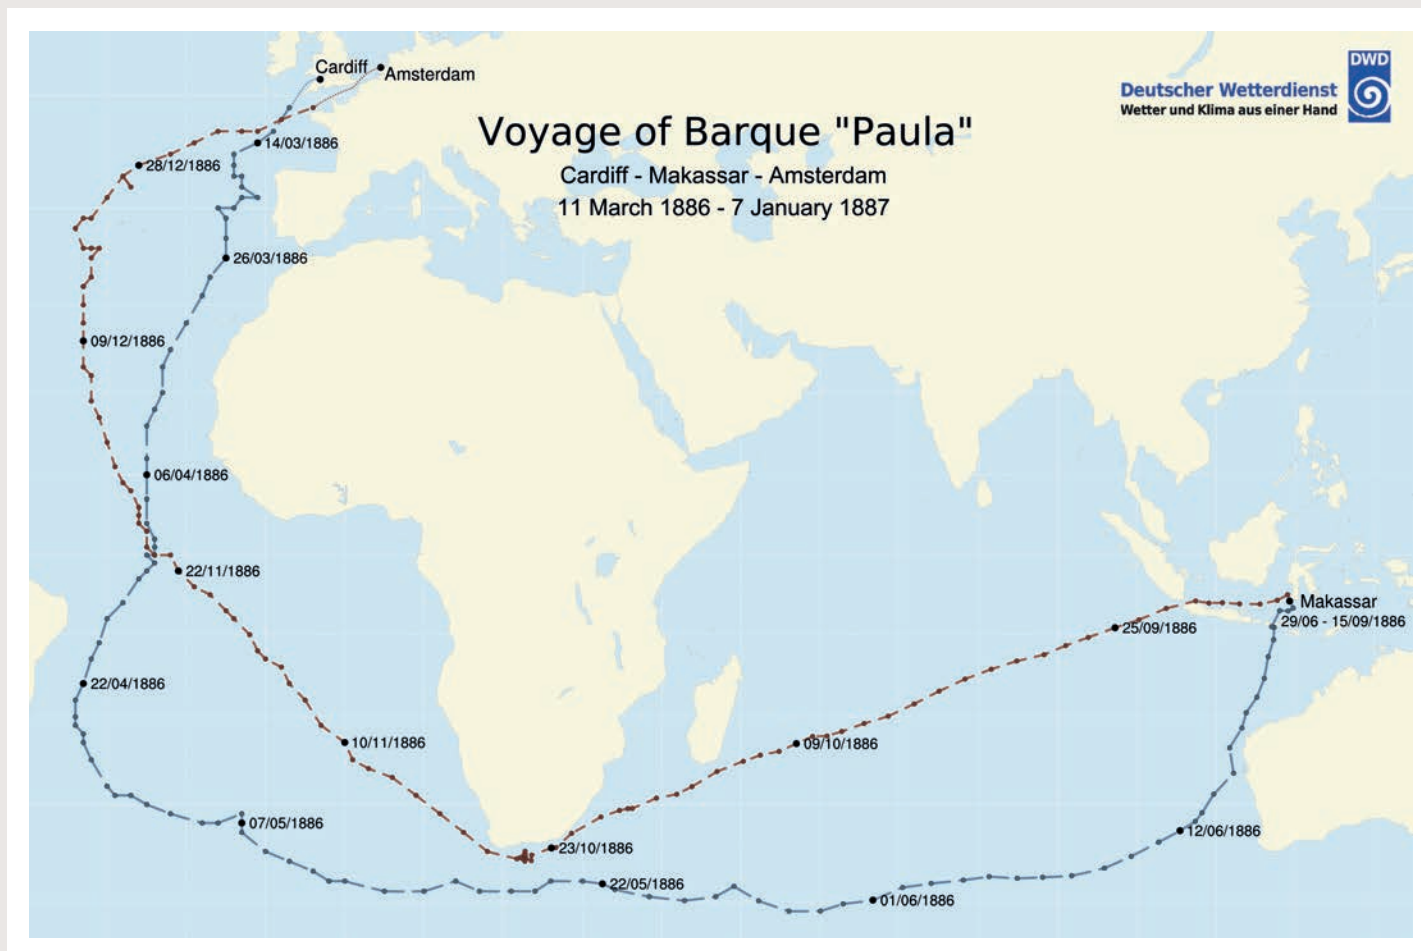 Cardiff
Amsterdam
DWD
Deutscher Wetterdienst
Wetter und Klima aus einer Hand
Voyage of Barque "Paula"
Cardiff - Makassar - Amsterdam
11 March 1886 - 7 January 1887
14/03/1886
28/12/1886
26/03/1886
09/12/1886
06/04/1886
22/11/1886
Makassar
29/06 - 15/09/1886
25/09/1886
22/04/1886
10/11/1886
09/10/1886
07/05/1886
12/06/1886
23/10/1886
22/05/1886
01/06/1886